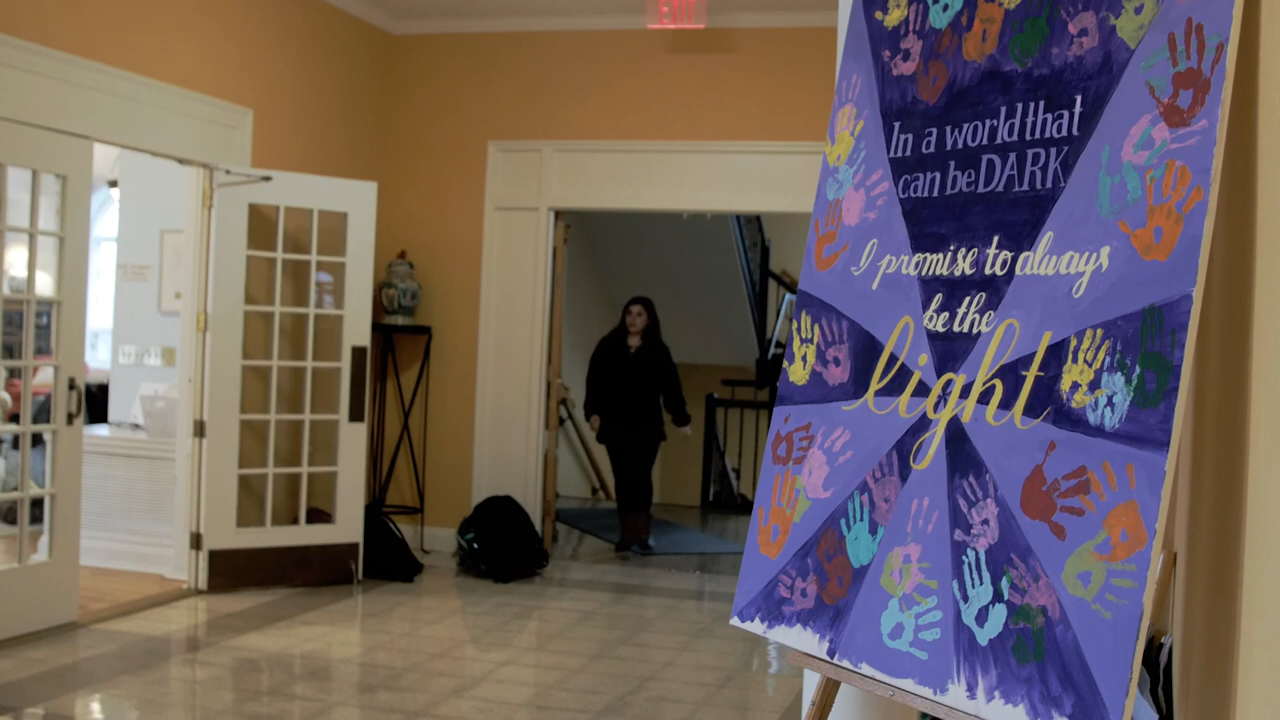 EXIT
In a world that
can be DARK
I promise to always
be the
light